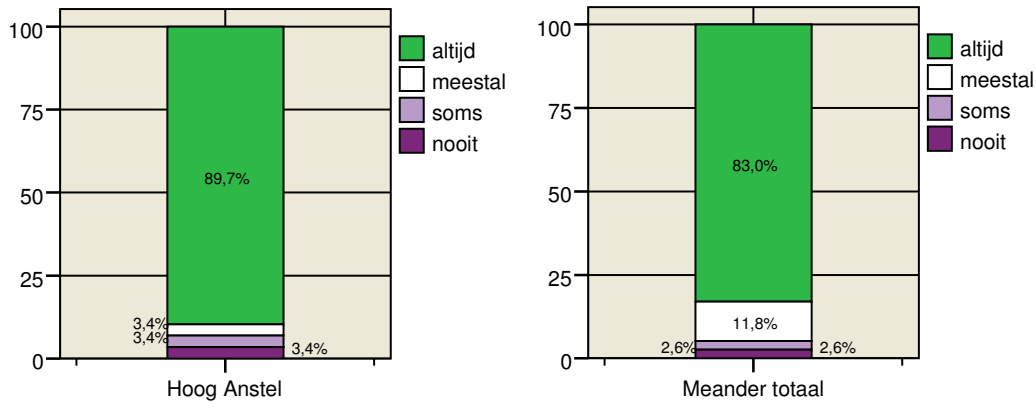 100
75
50
25
0
89,7%
3,4%
3,4%
3,4%
Hoog Anstel
altijd
meestal
soms
nooit
100
75
50
25
0
83,0%
11,8%
2,6%
2,6%
Meander totaal
altijd
meestal
soms
nooit